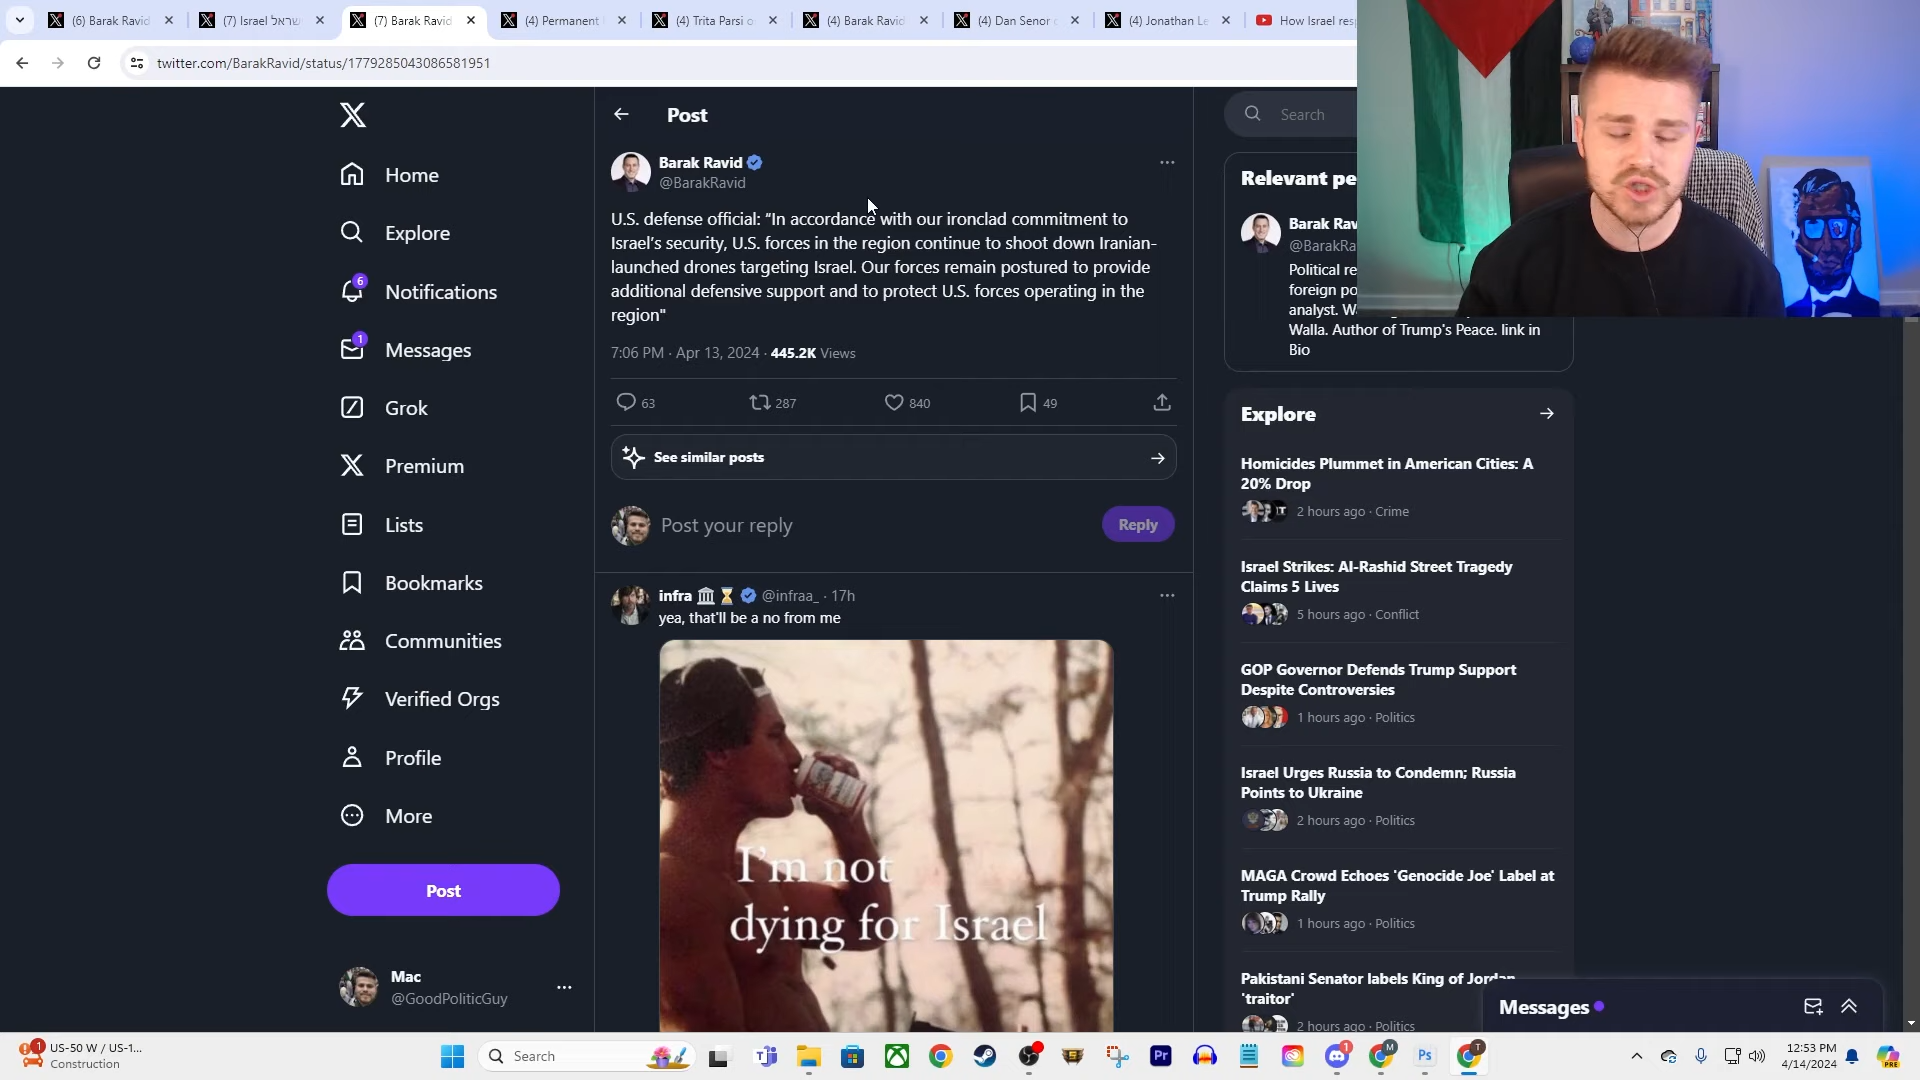 (6) Barak Ravid
(7) Israel ישראל
(7) Barak Ravid
(4) Permanent
(4) Trita Parsi o
(4) Barak Ravid
(4) Dan Senor
(4) Jonathan Le
How Israel resp
twitter.com/BarakRavid/status/1779285043086581951
Home
Explore
6
Notifications
1
Messages
Grok
Premium
Lists
Bookmarks
Communities
Verified Orgs
Profile
More
Post
Mac
@GoodPoliticGuy
Post
Barak Ravid
@BarakRavid
U.S. defense official: “In accordance with our ironclad commitment to
Israel’s security, U.S. forces in the region continue to shoot down Iranian-
launched drones targeting Israel. Our forces remain postured to provide
additional defensive support and to protect U.S. forces operating in the
region"
7:06 PM · Apr 13, 2024 · 445.2K Views
63 287 840 49
See similar posts
Post your reply
Reply
infra @infraa_ · 17h
yea, that'll be a no from me
I'm not
dying for Israel
Search
Relevant pe
Barak Rav
@BarakRa
Political re
foreign po
analyst. W
Walla. Author of Trump's Peace. link in
Bio
Explore
Homicides Plummet in American Cities: A
20% Drop
2 hours ago · Crime
Israel Strikes: Al-Rashid Street Tragedy
Claims 5 Lives
5 hours ago · Conflict
GOP Governor Defends Trump Support
Despite Controversies
1 hours ago · Politics
Israel Urges Russia to Condemn; Russia
Points to Ukraine
2 hours ago · Politics
MAGA Crowd Echoes 'Genocide Joe' Label at
Trump Rally
1 hours ago · Politics
Pakistani Senator labels King of Jordan
'traitor'
2 hours ago · Politics
Messages
1
US-50 W / US-1...
Construction
Search
Pr
1
M
Ps
T
12:53 PM
4/14/2024
PRE